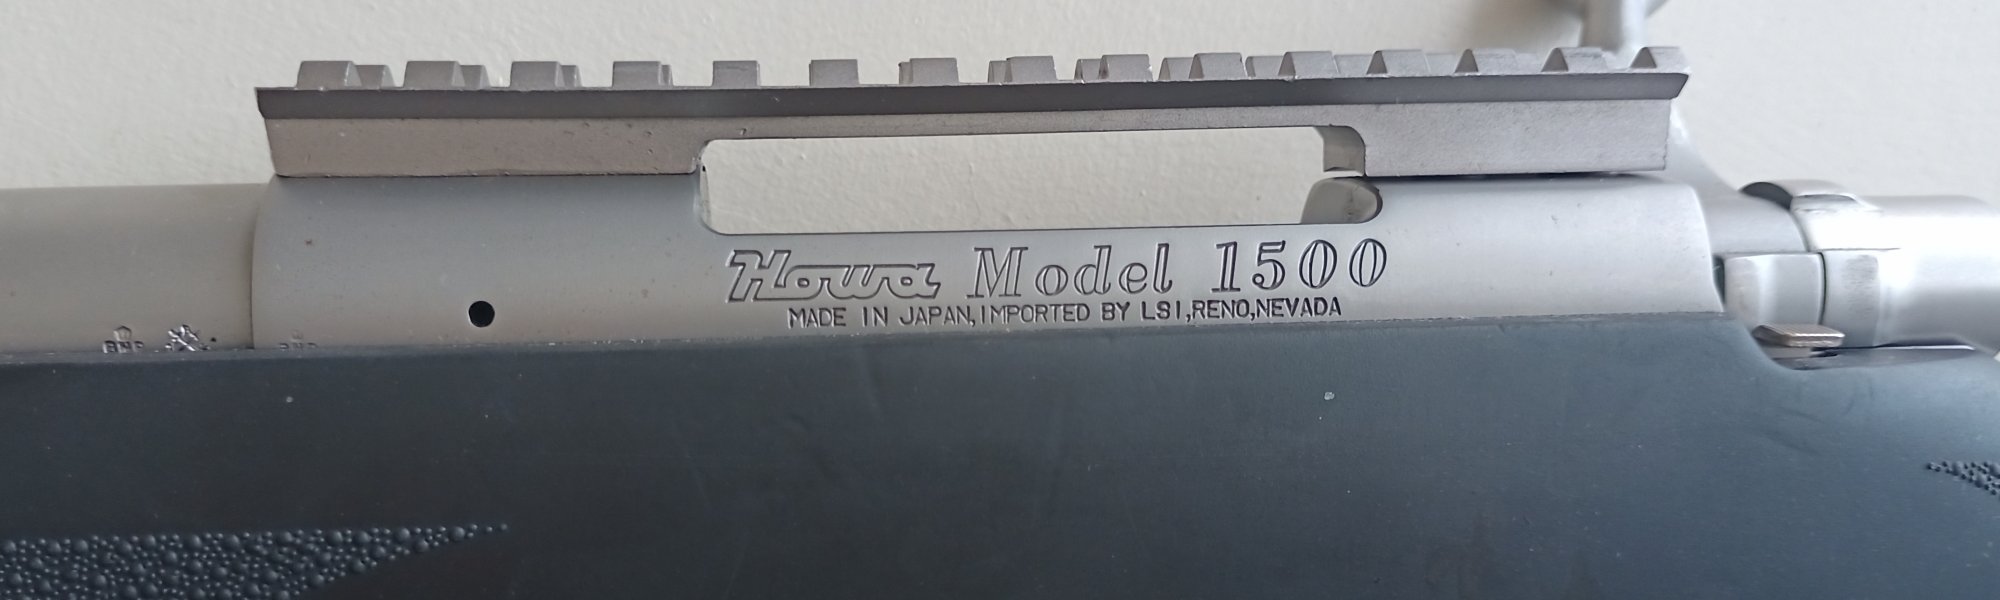 Howa Model 1500
MADE IN JAPAN, IMPORTED BY LSI, RENO, NEVADA